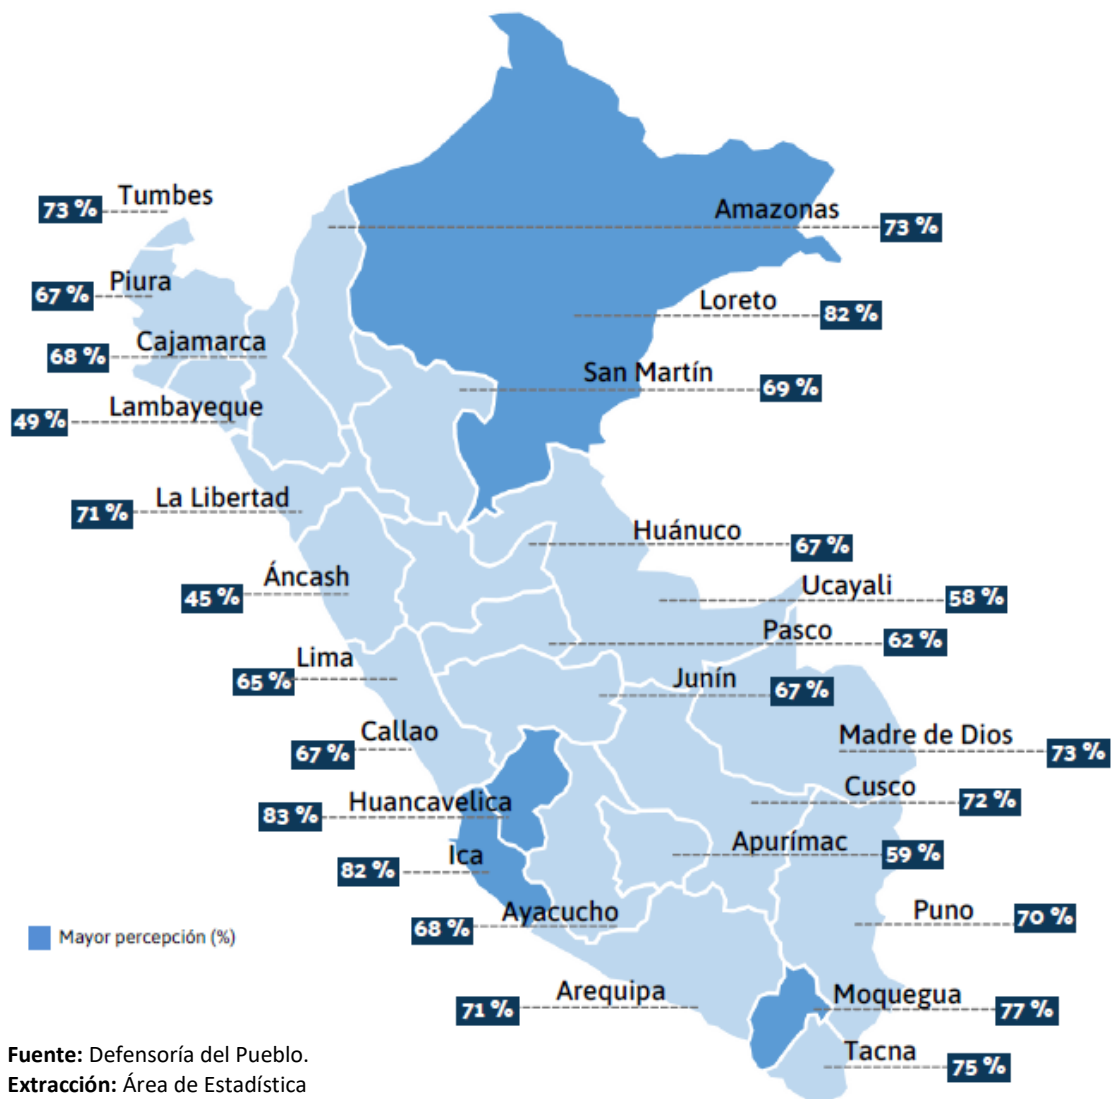 Tumbes
73 %
Amazonas
73 %
Piura
67 %
Loreto
82 %
Cajamarca
68 %
San Martín
69 %
Lambayeque
49 %
La Libertad
71 %
Huánuco
67 %
Áncash
45 %
Ucayali
58 %
Pasco
62 %
Lima
65 %
Junín
67 %
Callao
67 %
Madre de Dios
73 %
Huancavelica
83 %
Cusco
72 %
Ica
82 %
Apurímac
59 %
Ayacucho
68 %
Puno
70 %
Mayor percepción (%)
Arequipa
71 %
Moquegua
77 %
Tacna
75 %
Fuente: Defensoría del Pueblo.
Extracción: Área de Estadística